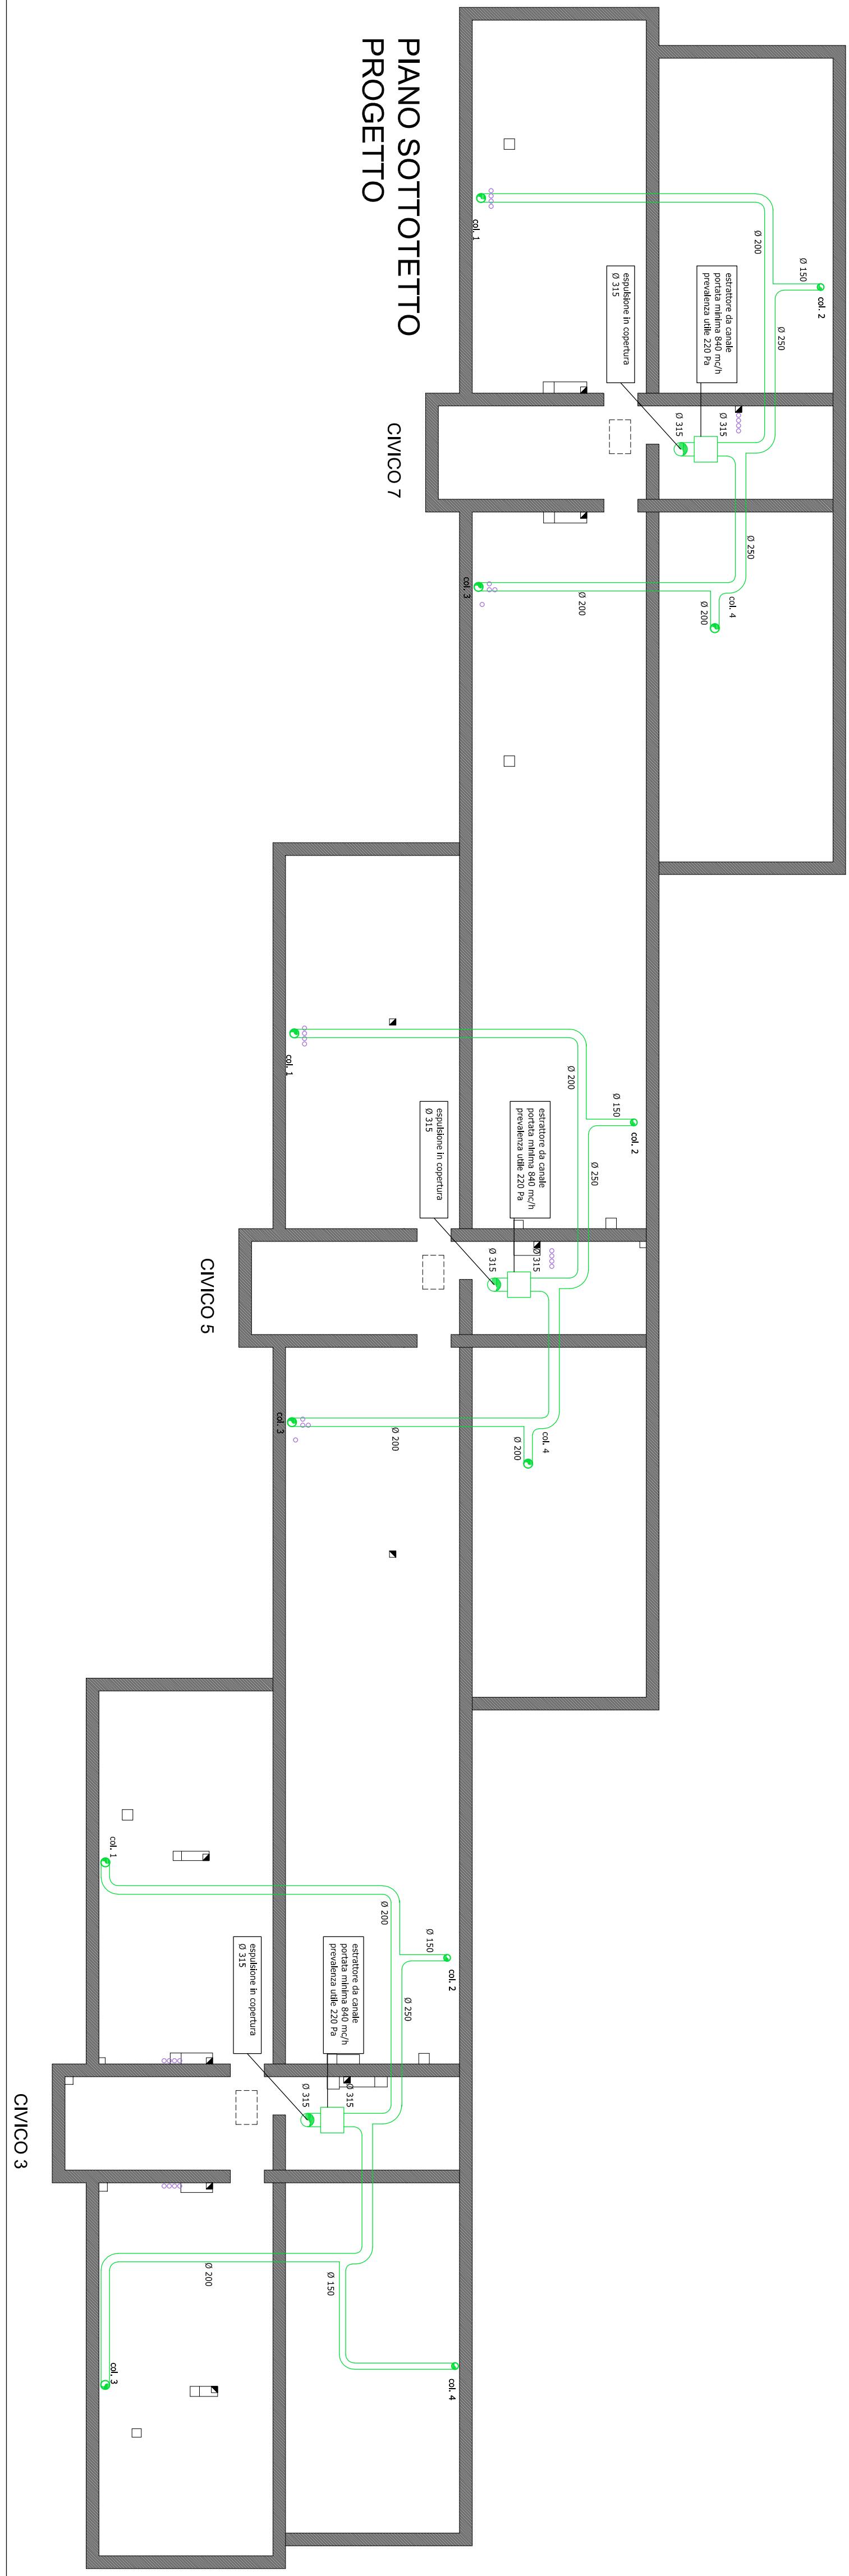 PIANO SOTTOTETTO
PROGETTO
col. 1
Ø 200
Ø 150
col. 2
Ø 250
estrattore da canale
portata minima 840 mc/h
prevalenza utile 220 Pa
espulsione in copertura
Ø 315
Ø 315
Ø 315
CIVICO 7
Ø 250
col. 3
Ø 200
Ø 200
col. 4
col. 1
Ø 200
Ø 150
col. 2
Ø 250
estrattore da canale
portata minima 840 mc/h
prevalenza utile 220 Pa
espulsione in copertura
Ø 315
Ø 315
Ø 315
CIVICO 5
col. 3
Ø 200
Ø 200
col. 4
col. 1
Ø 200
Ø 150
col. 2
Ø 250
estrattore da canale
portata minima 840 mc/h
prevalenza utile 220 Pa
espulsione in copertura
Ø 315
Ø 315
Ø 315
CIVICO 3
Ø 200
Ø 150
col. 3
col. 4